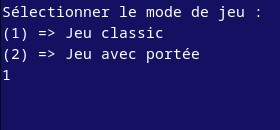 Sélectionner le mode de jeu :
(1) => Jeu classic
(2) => Jeu avec portée
1